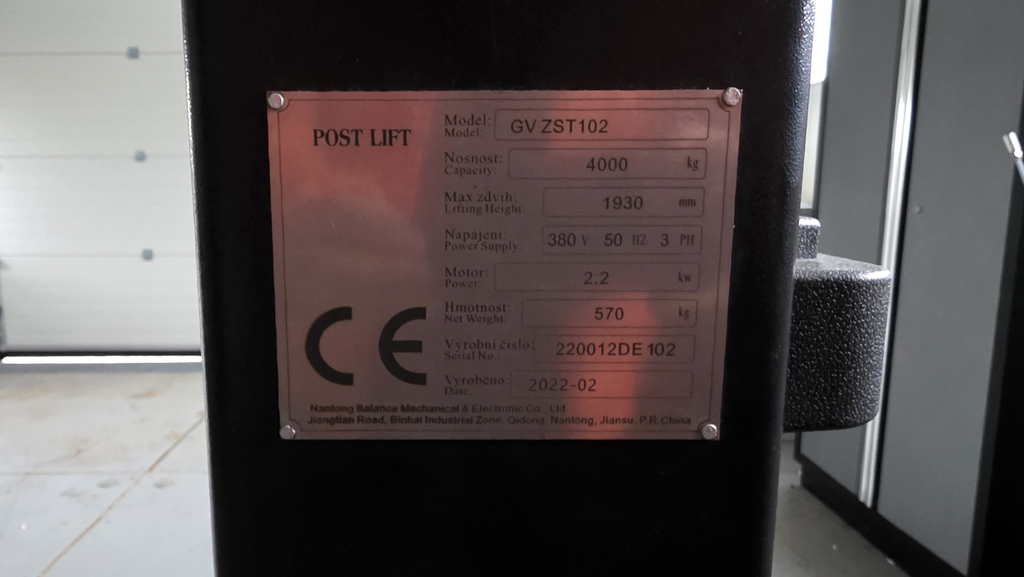 POST LIFT
Model: GV ZST102
Model:
Nosnost: 4000 kg
Capacity:
Max zdvih: 1930 mm
Lifting Height:
Napájení: 380 V 50 HZ 3 PH
Power Supply:
Motor: 2.2 kw
Power:
Hmotnost: 570 kg
Net Weight:
Výrobní číslo: 220012DE102
Serial No.:
Vyrobeno: 2022-02
Date
CE
Nantong Balance Mechanical & Electronic Co., Ltd
Jiangtian Road, Binhai Industrial Zone, Qidong, Nantong, Jiansu, P.R.China